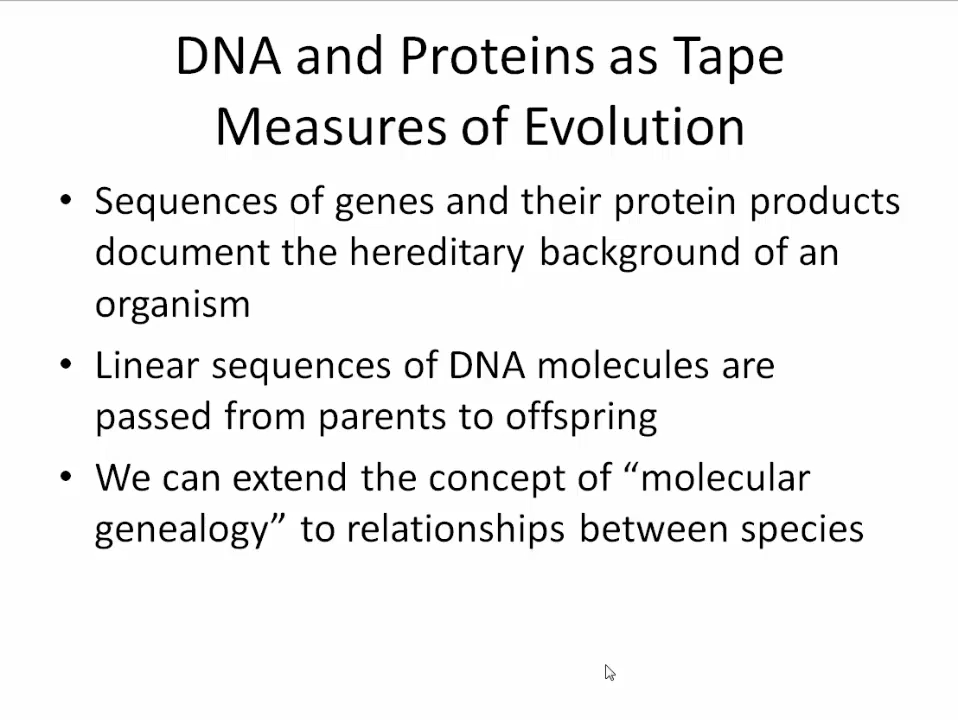 DNA and Proteins as Tape
Measures of Evolution
• Sequences of genes and their protein products
document the hereditary background of an
organism
• Linear sequences of DNA molecules are
passed from parents to offspring
• We can extend the concept of “molecular
genealogy” to relationships between species